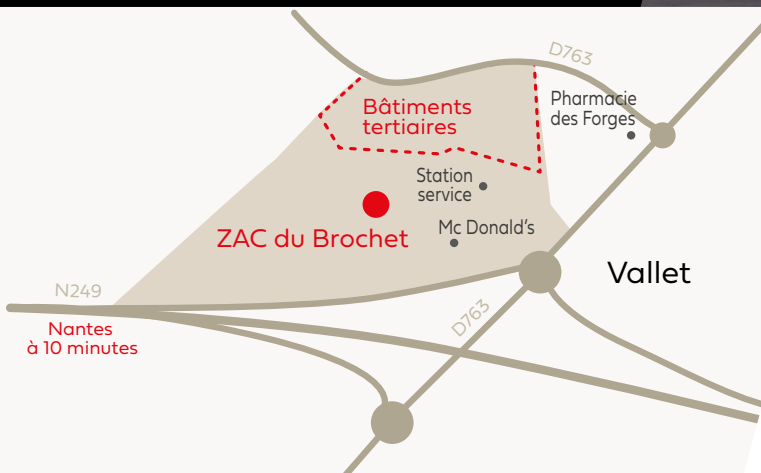 D763
Pharmacie
des Forges
Bâtiments
tertiaires
Station
service
Mc Donald's
ZAC du Brochet
Vallet
N249
D763
Nantes
à 10 minutes